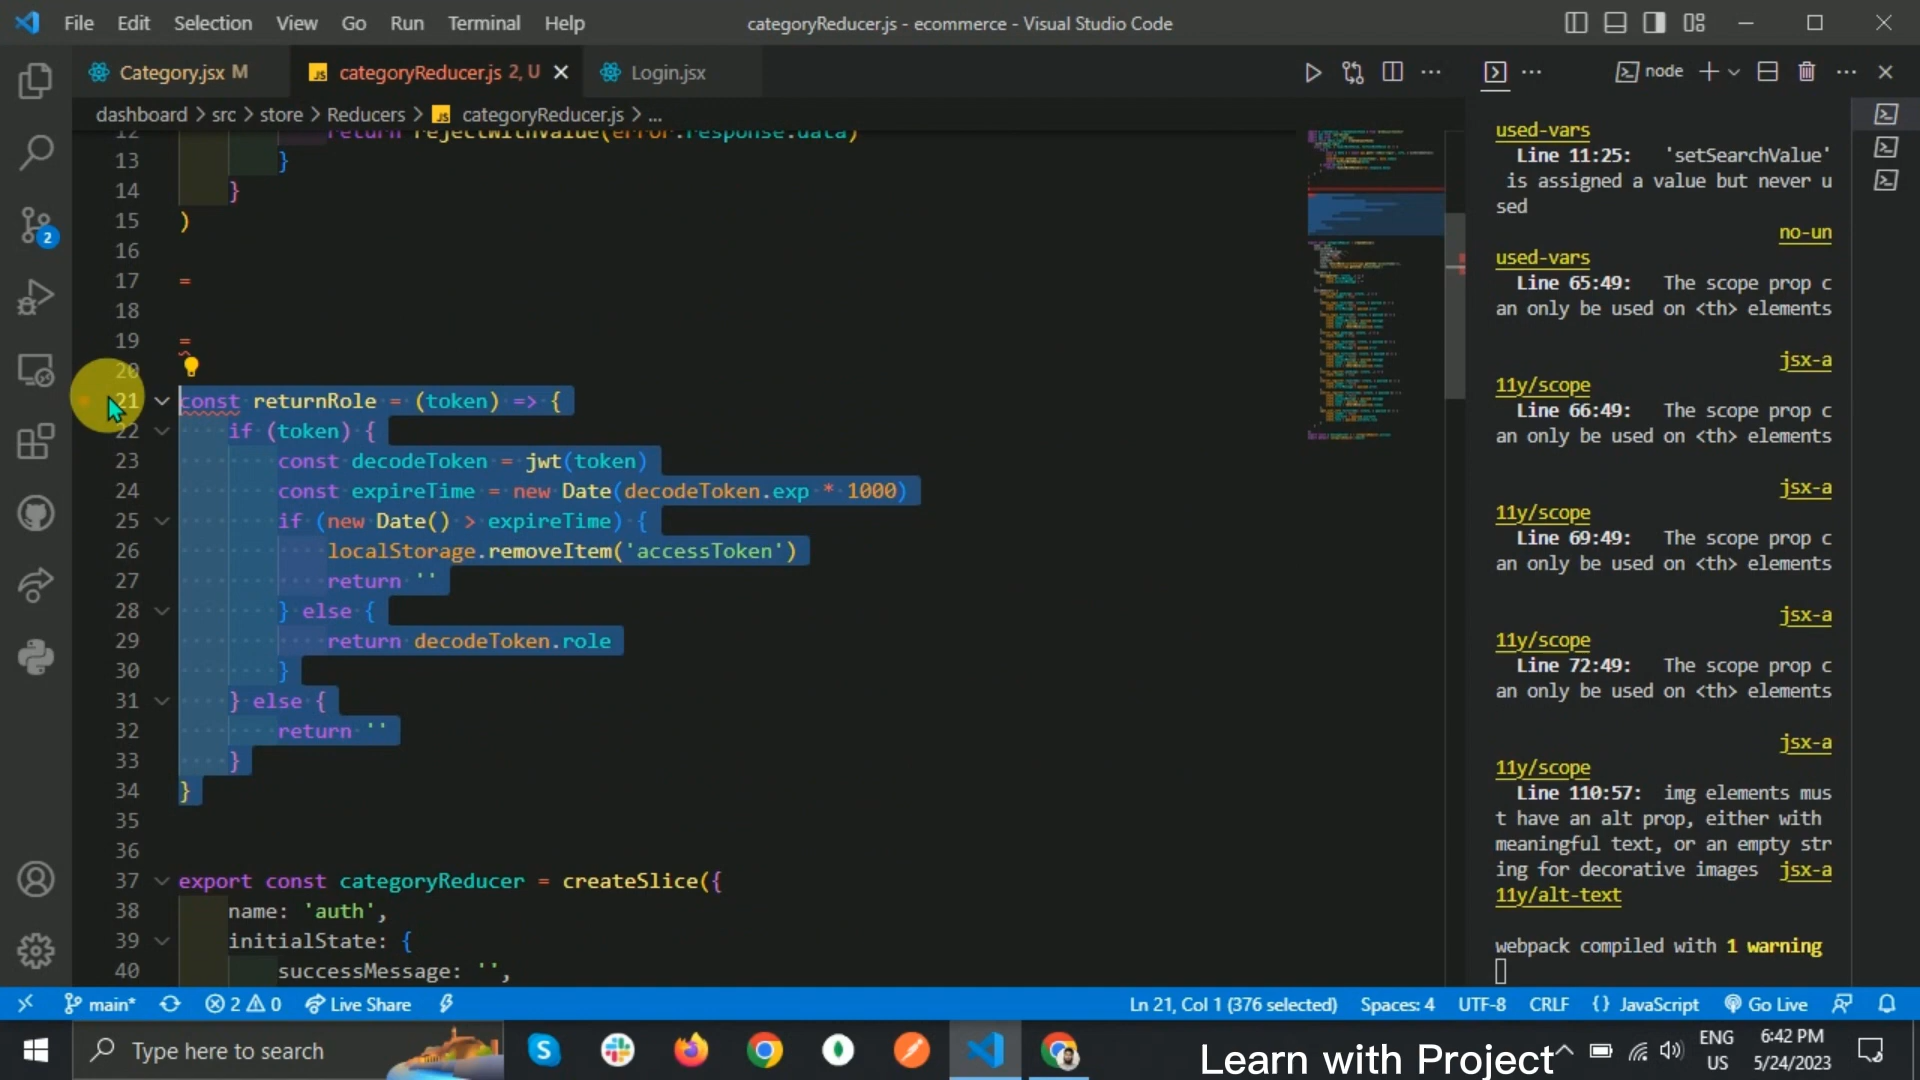 File Edit Selection View Go Run Terminal Help categoryReducer.js - ecommerce - Visual Studio Code
Category.jsx M categoryReducer.js 2, U Login.jsx
node
dashboard > src > store > Reducers > categoryReducer.js > ...
12 return rejectWithValue(error.response.data)
13 }
14 }
15 )
16
17 =
18
19 =
20
21 const returnRole = (token) => {
22 if (token) {
23 const decodeToken = jwt(token)
24 const expireTime = new Date(decodeToken.exp * 1000)
25 if (new Date() > expireTime) {
26 localStorage.removeItem('accessToken')
27 return ''
28 } else {
29 return decodeToken.role
30 }
31 } else {
32 return ''
33 }
34 }
35
36
37 export const categoryReducer = createSlice({
38 name: 'auth',
39 initialState: {
40 successMessage: '',
used-vars
Line 11:25: 'setSearchValue'
is assigned a value but never u
sed
no-un
used-vars
Line 65:49: The scope prop c
an only be used on <th> elements
jsx-a
11y/scope
Line 66:49: The scope prop c
an only be used on <th> elements
jsx-a
11y/scope
Line 69:49: The scope prop c
an only be used on <th> elements
jsx-a
11y/scope
Line 72:49: The scope prop c
an only be used on <th> elements
jsx-a
11y/scope
Line 110:57: img elements mus
t have an alt prop, either with
meaningful text, or an empty str
ing for decorative images jsx-a
11y/alt-text
webpack compiled with 1 warning
2
main* 2 0 Live Share Ln 21, Col 1 (376 selected) Spaces: 4 UTF-8 CRLF {} JavaScript Go Live
Type here to search
Learn with Project
ENG
US
6:42 PM
5/24/2023